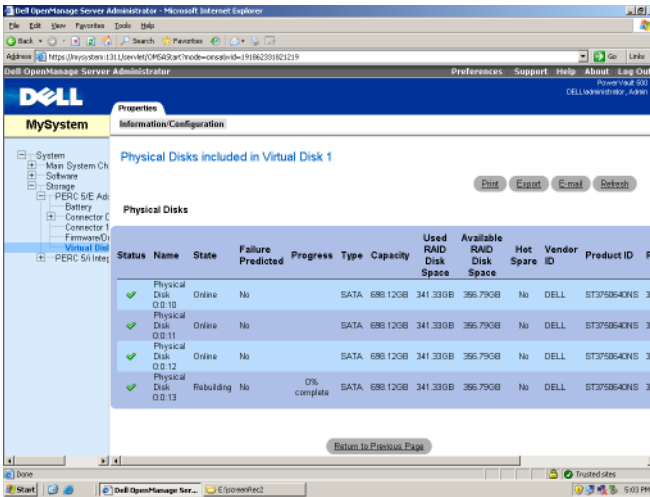 Dell OpenManage Server Administrator - Microsoft Internet Explorer
File Edit View Favorites Tools Help
Back Search Favorites
Address https://mysystem:1311/servlet/OMSAStart?mode=omsa&vid=191862331821219 Go Links
Dell OpenManage Server Administrator Preferences Support Help About Log Out
PowerVault 600
DELL\administrator , Admin
DELL
Properties
MySystem
Information/Configuration
System
Main System Ch
Software
Storage
PERC 5/E Ada
Battery
Connector 0
Connector 1
Firmware/Dr
Virtual Disk
PERC 5/i Integ
Physical Disks included in Virtual Disk 1
Print Export E-mail Refresh
Physical Disks
Status Name State Failure Predicted Progress Type Capacity Used RAID Disk Space Available RAID Disk Space Hot Spare Vendor ID Product ID
Physical Disk 0:0:10 Online No SATA 698.12GB 341.33GB 356.79GB No DELL ST3750640NS 3
Physical Disk 0:0:11 Online No SATA 698.12GB 341.33GB 356.79GB No DELL ST3750640NS 3
Physical Disk 0:0:12 Online No SATA 698.12GB 341.33GB 356.79GB No DELL ST3750640NS 3
Physical Disk 0:0:13 Rebuilding No 0% complete SATA 698.12GB 341.33GB 356.79GB No DELL ST3750640NS 3
Return to Previous Page
Done Trusted sites
Start Dell OpenManage Ser... E:\screenRec2 5:03 PM